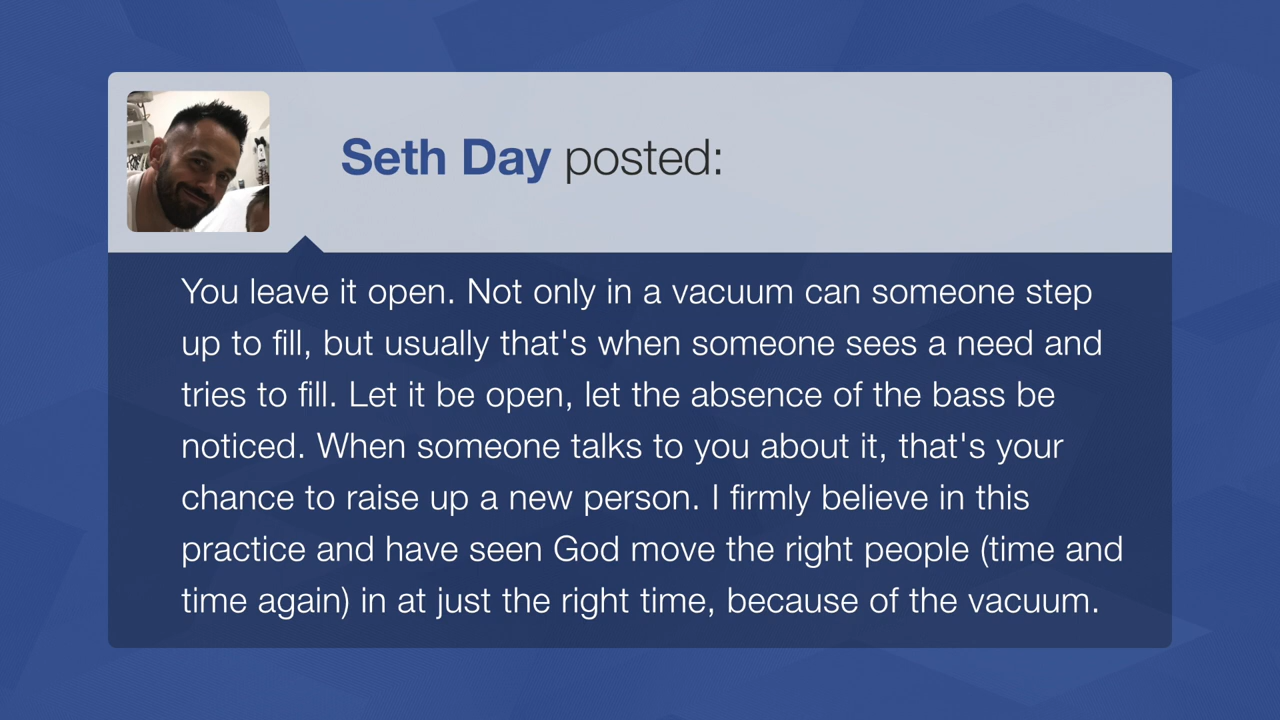 Seth Day posted:
You leave it open. Not only in a vacuum can someone step
up to fill, but usually that's when someone sees a need and
tries to fill. Let it be open, let the absence of the bass be
noticed. When someone talks to you about it, that's your
chance to raise up a new person. I firmly believe in this
practice and have seen God move the right people (time and
time again) in at just the right time, because of the vacuum.